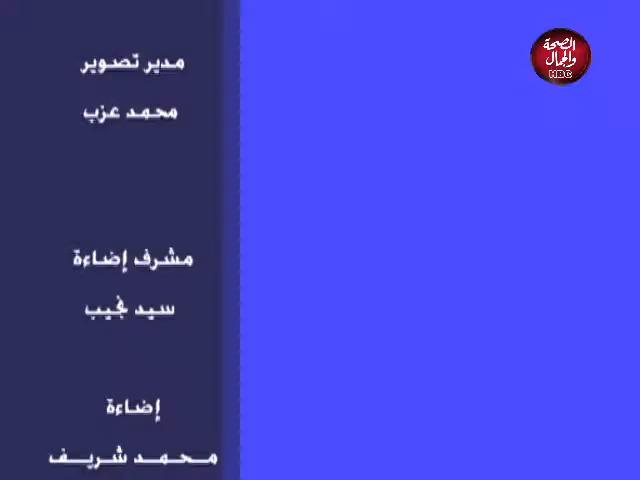 مدير تصوير
محمد عزب
مشرف إضاءة
سيد نجيب
إضاءة
محمد شريف
الصحة
والجمال
HBC